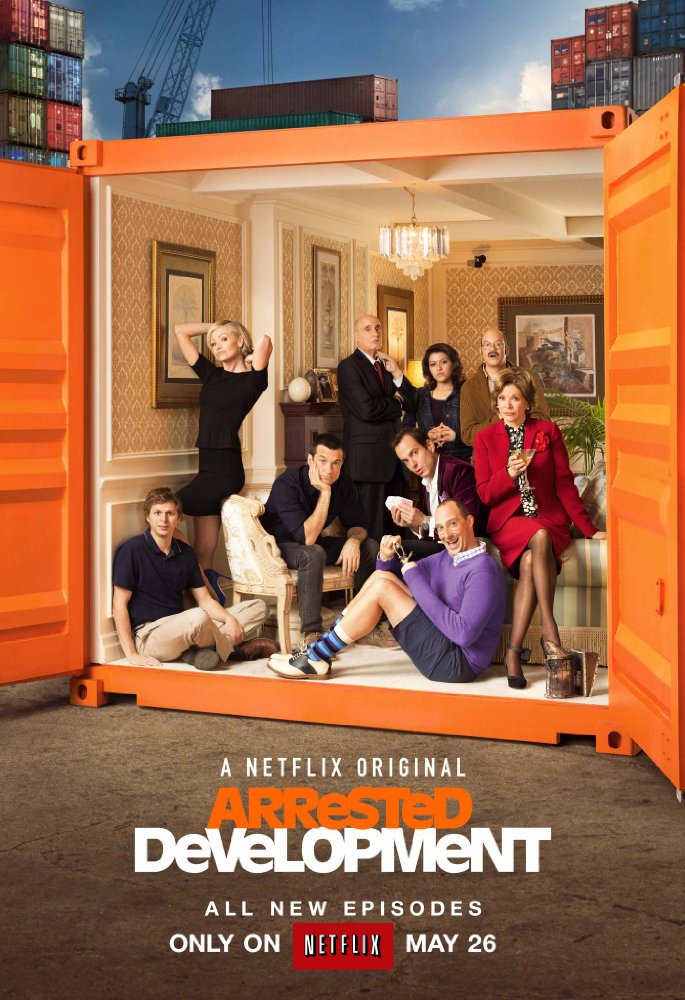 A NETFLIX ORIGINAL
ARReSTeD
DeVeLOPMeNT
ALL NEW EPISODES
ONLY ON NETFLIX MAY 26